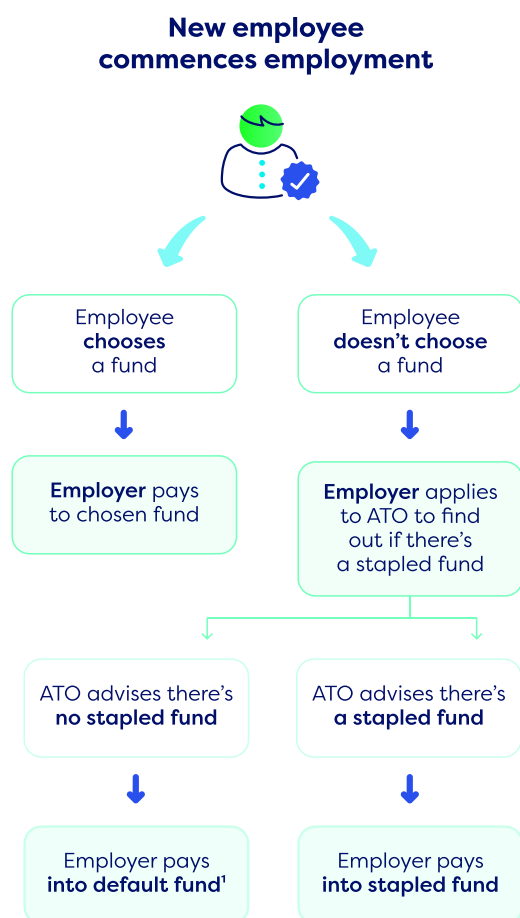 New employee
commences employment
Employee
chooses
a fund
Employee
doesn't choose
a fund
Employer pays
to chosen fund
Employer applies
to ATO to find
out if there's
a stapled fund
ATO advises there's
no stapled fund
ATO advises there's
a stapled fund
Employer pays
into default fund¹
Employer pays
into stapled fund